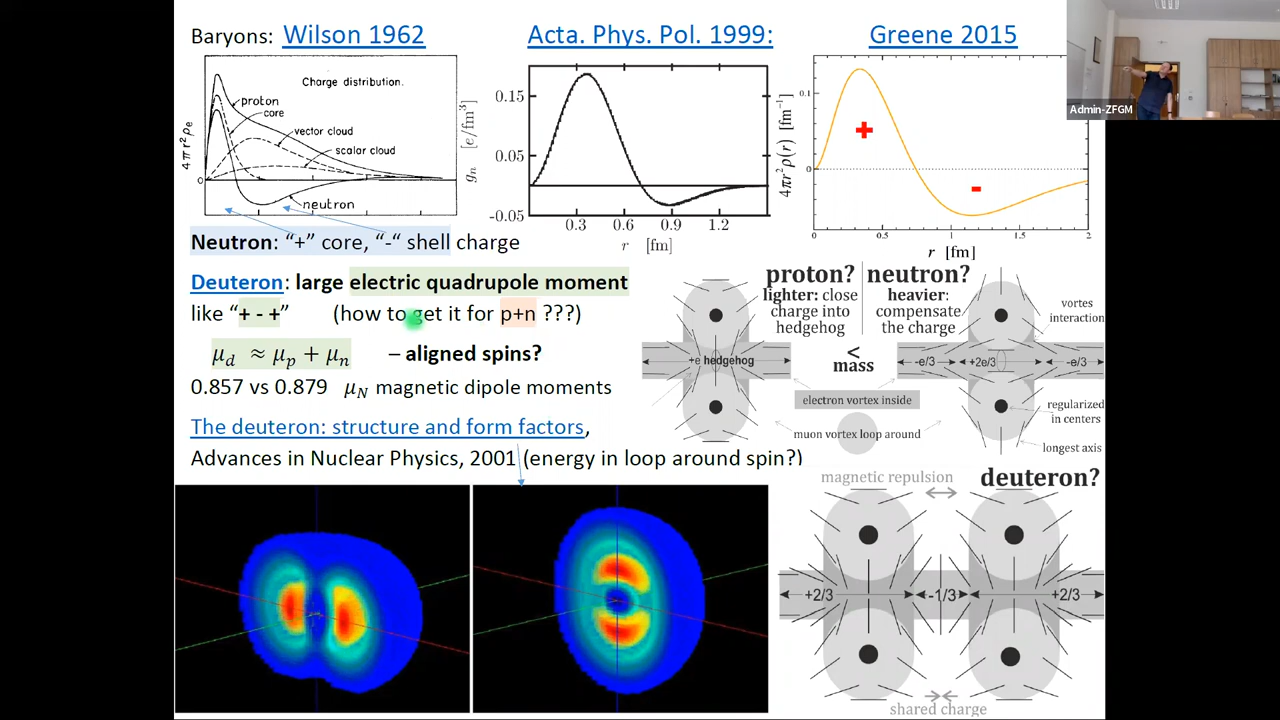 Baryons: Wilson 1962
Acta. Phys. Pol. 1999:
Greene 2015
Admin-ZFGM
Charge distribution.
proton
core
vector cloud
scalar cloud
neutron
4πr²ρe
0
gn [e/fm³]
0.15
0.05
-0.05
0.3 0.6 0.9 1.2
r [fm]
4πr²ρ(r) [fm⁻¹]
0.1
0
+
-
0 0.5 1 1.5 2
r [fm]
Neutron: “+” core, “-“ shell charge
Deuteron: large electric quadrupole moment
like “+ - +” (how to get it for p+n ???)
μd ≈ μp + μn – aligned spins?
0.857 vs 0.879 μN magnetic dipole moments
The deuteron: structure and form factors,
Advances in Nuclear Physics, 2001 (energy in loop around spin?)
proton? neutron?
lighter: close
charge into
hedgehog
heavier:
compensate
the charge
<
mass
+e hedgehog
electron vortex inside
muon vortex loop around
vortes
interaction
-e/3 +2e/3 -e/3
regularized
in centers
longest axis
magnetic repulsion
deuteron?
+2/3 -1/3 +2/3
shared charge